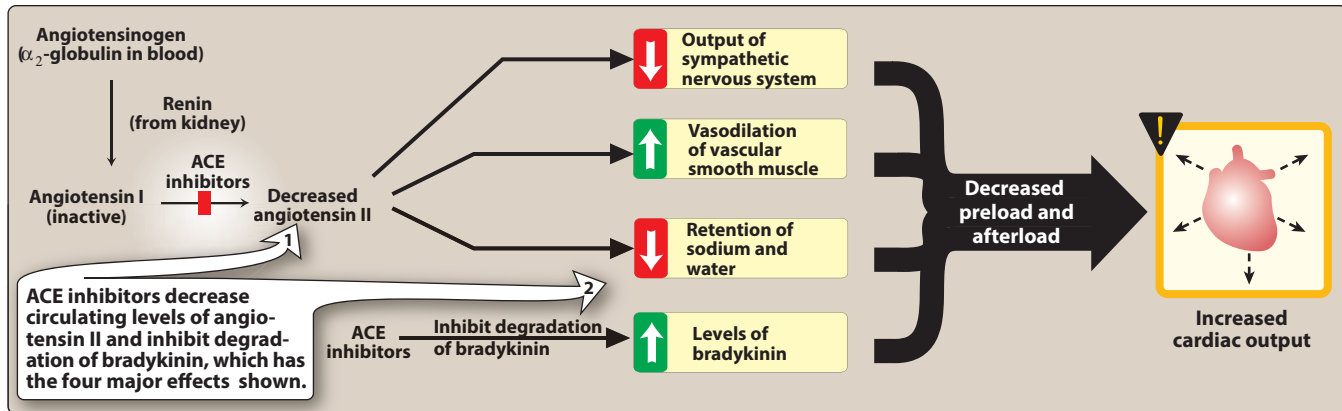 Angiotensinogen
(α₂-globulin in blood)
Renin
(from kidney)
ACE
inhibitors
Angiotensin I
(inactive)
Decreased
angiotensin II
1
2
ACE inhibitors decrease
circulating levels of angio-
tensin II and inhibit degrad-
ation of bradykinin, which has
the four major effects shown.
ACE
inhibitors
Inhibit degradation
of bradykinin
Output of
sympathetic
nervous system
Vasodilation
of vascular
smooth muscle
Retention of
sodium and
water
Levels of
bradykinin
Decreased
preload and
afterload
!
Increased
cardiac output